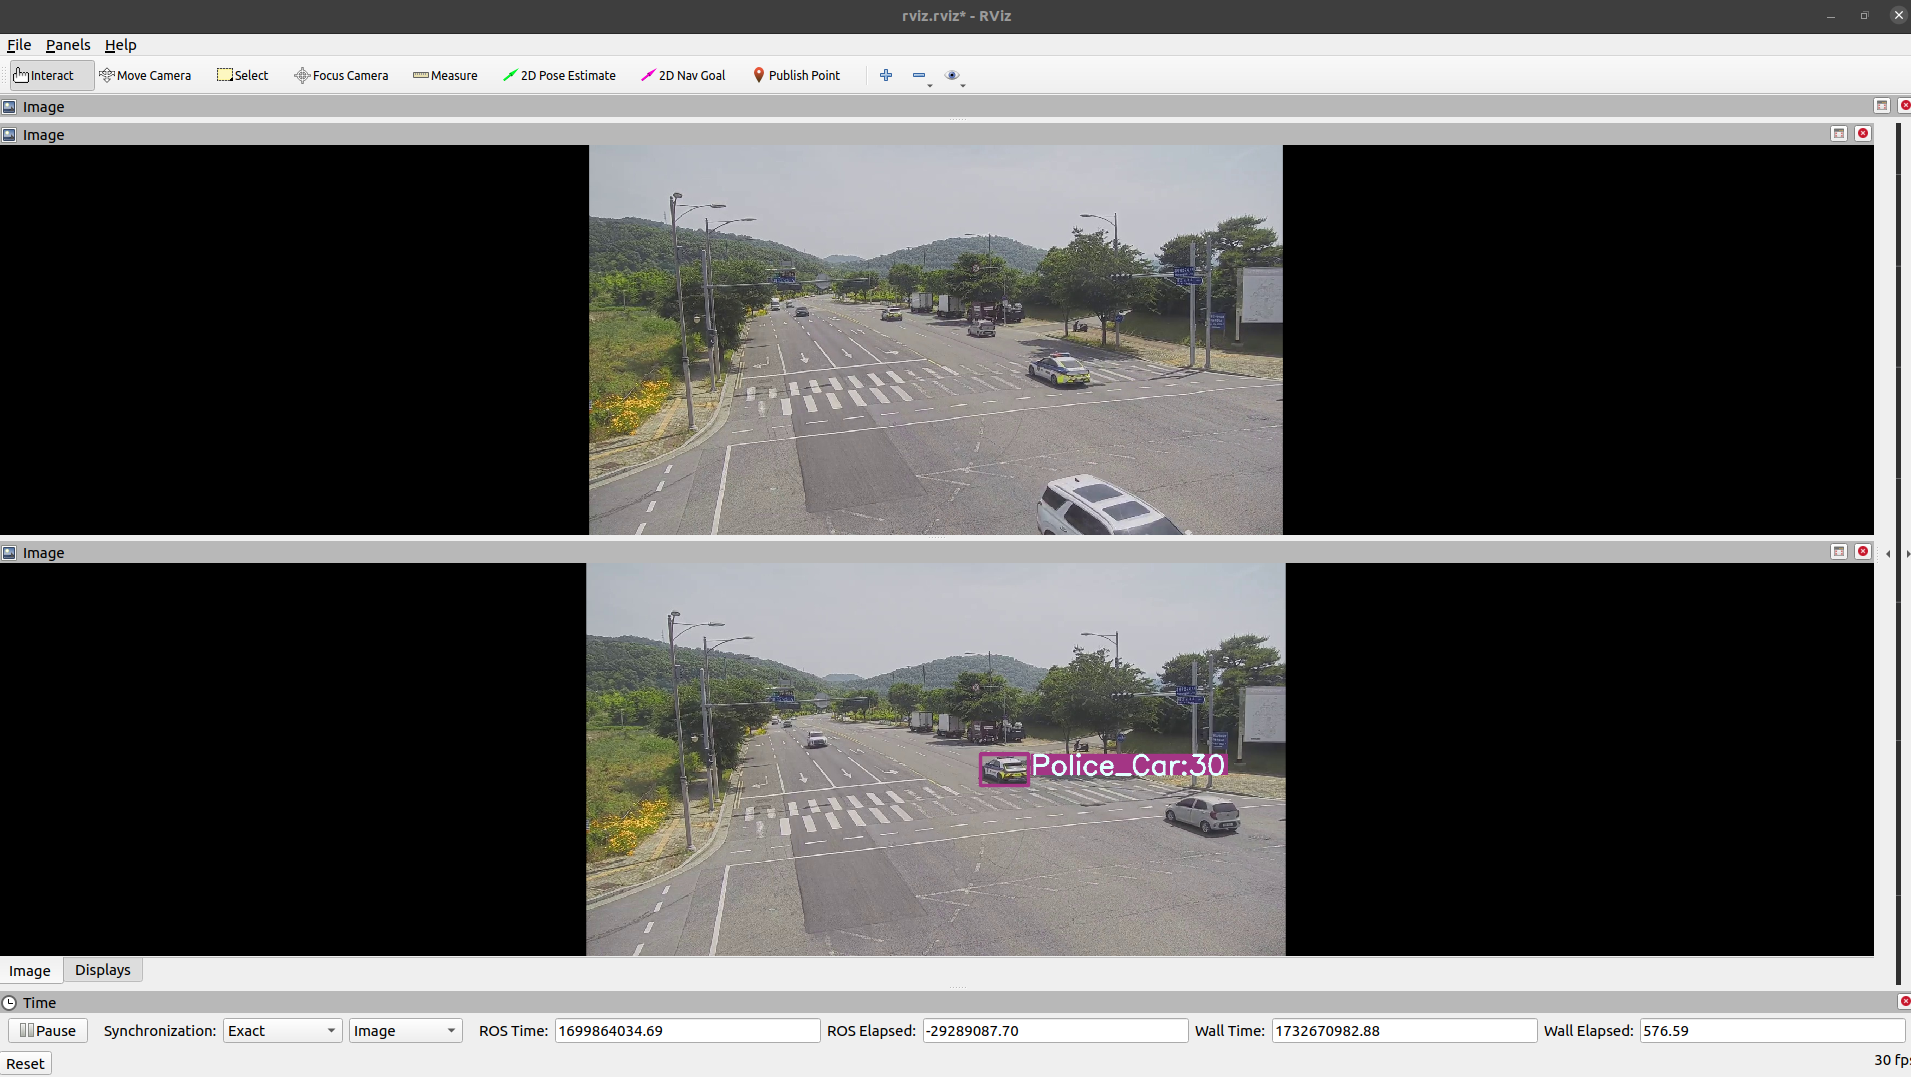 rviz.rviz* - RViz
File Panels Help
Interact Move Camera Select Focus Camera Measure 2D Pose Estimate 2D Nav Goal Publish Point
Image
Image
Image
Police_Car:30
Image Displays
Time
Pause Synchronization: Exact Image ROS Time: 1699864034.69 ROS Elapsed: -29289087.70 Wall Time: 1732670982.88 Wall Elapsed: 576.59
Reset 30 fps